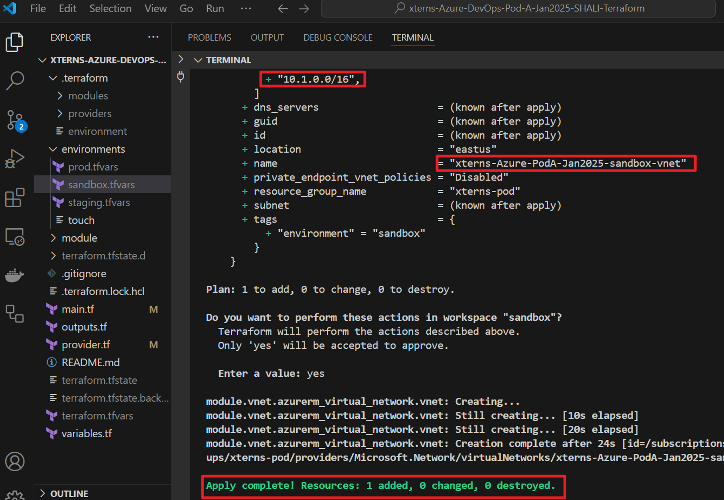 File Edit Selection View Go Run ··· ← → xterns-Azure-DevOps-Pod-A-Jan2025-SHALI-Terraform
EXPLORER ···
XTERNS-AZURE-DEVOPS-...
.terraform
modules
providers
environment
environments
prod.tfvars
sandbox.tfvars
staging.tfvars
touch
module
terraform.tfstate.d
.gitignore
.terraform.lock.hcl
main.tf M
outputs.tf
provider.tf M
README.md
terraform.tfstate
terraform.tfstate.back...
terraform.tfvars
variables.tf
OUTLINE
2
PROBLEMS OUTPUT DEBUG CONSOLE TERMINAL
TERMINAL
+ "10.1.0.0/16",
]
+ dns_servers = (known after apply)
+ guid = (known after apply)
+ id = (known after apply)
+ location = "eastus"
+ name = "xterns-Azure-PodA-Jan2025-sandbox-vnet"
+ private_endpoint_vnet_policies = "Disabled"
+ resource_group_name = "xterns-pod"
+ subnet = (known after apply)
+ tags = {
+ "environment" = "sandbox"
}
}
Plan: 1 to add, 0 to change, 0 to destroy.
Do you want to perform these actions in workspace "sandbox"?
Terraform will perform the actions described above.
Only 'yes' will be accepted to approve.
Enter a value: yes
module.vnet.azurerm_virtual_network.vnet: Creating...
module.vnet.azurerm_virtual_network.vnet: Still creating... [10s elapsed]
module.vnet.azurerm_virtual_network.vnet: Still creating... [20s elapsed]
module.vnet.azurerm_virtual_network.vnet: Creation complete after 24s [id=/subscriptions
ups/xterns-pod/providers/Microsoft.Network/virtualNetworks/xterns-Azure-PodA-Jan2025-san
Apply complete! Resources: 1 added, 0 changed, 0 destroyed.